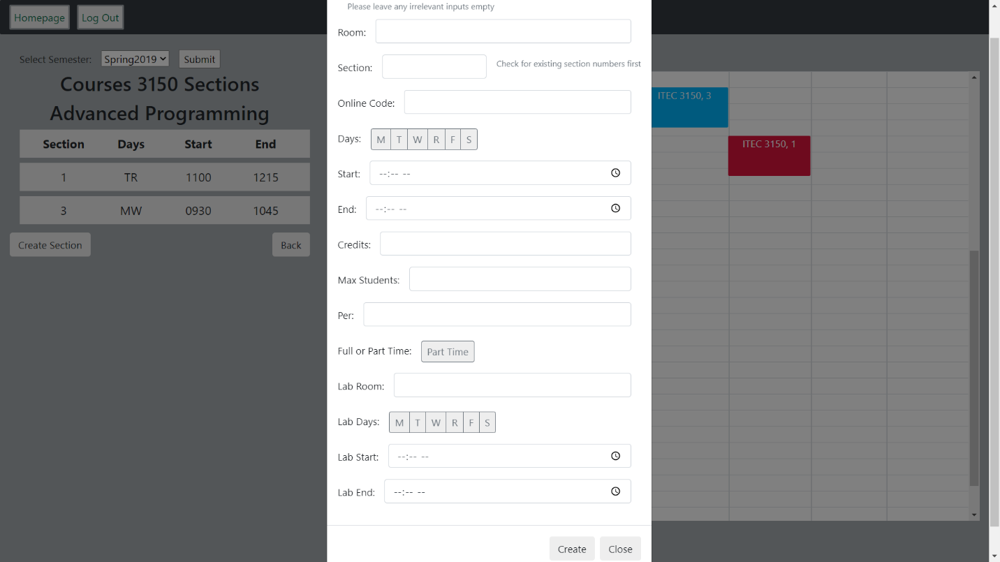 Homepage
Log Out
Select Semester: Spring2019 Submit
Courses 3150 Sections
Advanced Programming
Section Days Start End
1 TR 1100 1215
3 MW 0930 1045
Create Section Back
Please leave any irrelevant inputs empty
Room:
Section: Check for existing section numbers first
Online Code:
Days: M T W R F S
Start: --:-- --
End: --:-- --
Credits:
Max Students:
Per:
Full or Part Time: Part Time
Lab Room:
Lab Days: M T W R F S
Lab Start: --:-- --
Lab End: --:-- --
Create Close
ITEC 3150, 3
ITEC 3150, 1